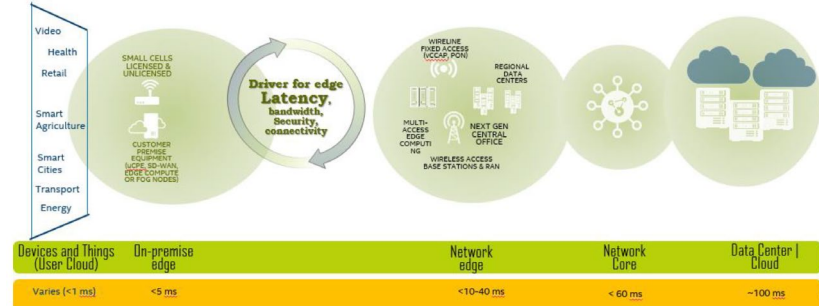 Video
Health
Retail
Smart
Agriculture
Smart
Cities
Transport
Energy
SMALL CELLS
LICENSED &
UNLICENSED
CUSTOMER
PREMISE
EQUIPMENT
(uCPE, SD-WAN,
EDGE COMPUTE
OR FOG NODES)
Driver for edge
Latency,
bandwidth,
Security,
connectivity
WIRELINE
FIXED ACCESS
(vCCAP, PON)
REGIONAL
DATA
CENTERS
MULTI-
ACCESS
EDGE
COMPUTI
NG
NEXT GEN
CENTRAL
OFFICE
WIRELESS ACCESS
BASE STATIONS & RAN
Devices and Things
(User Cloud)
On-premise
edge
Network
edge
Network
Core
Data Center |
Cloud
Varies (<1 ms)
<5 ms
<10-40 ms
< 60 ms
~100 ms